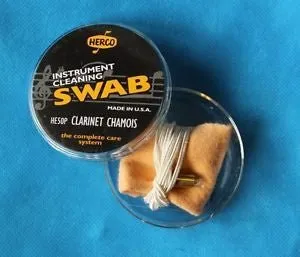 HERCO
INSTRUMENT
CLEANING
SWAB
MADE IN U.S.A.
HE50P CLARINET CHAMOIS
the complete care
system